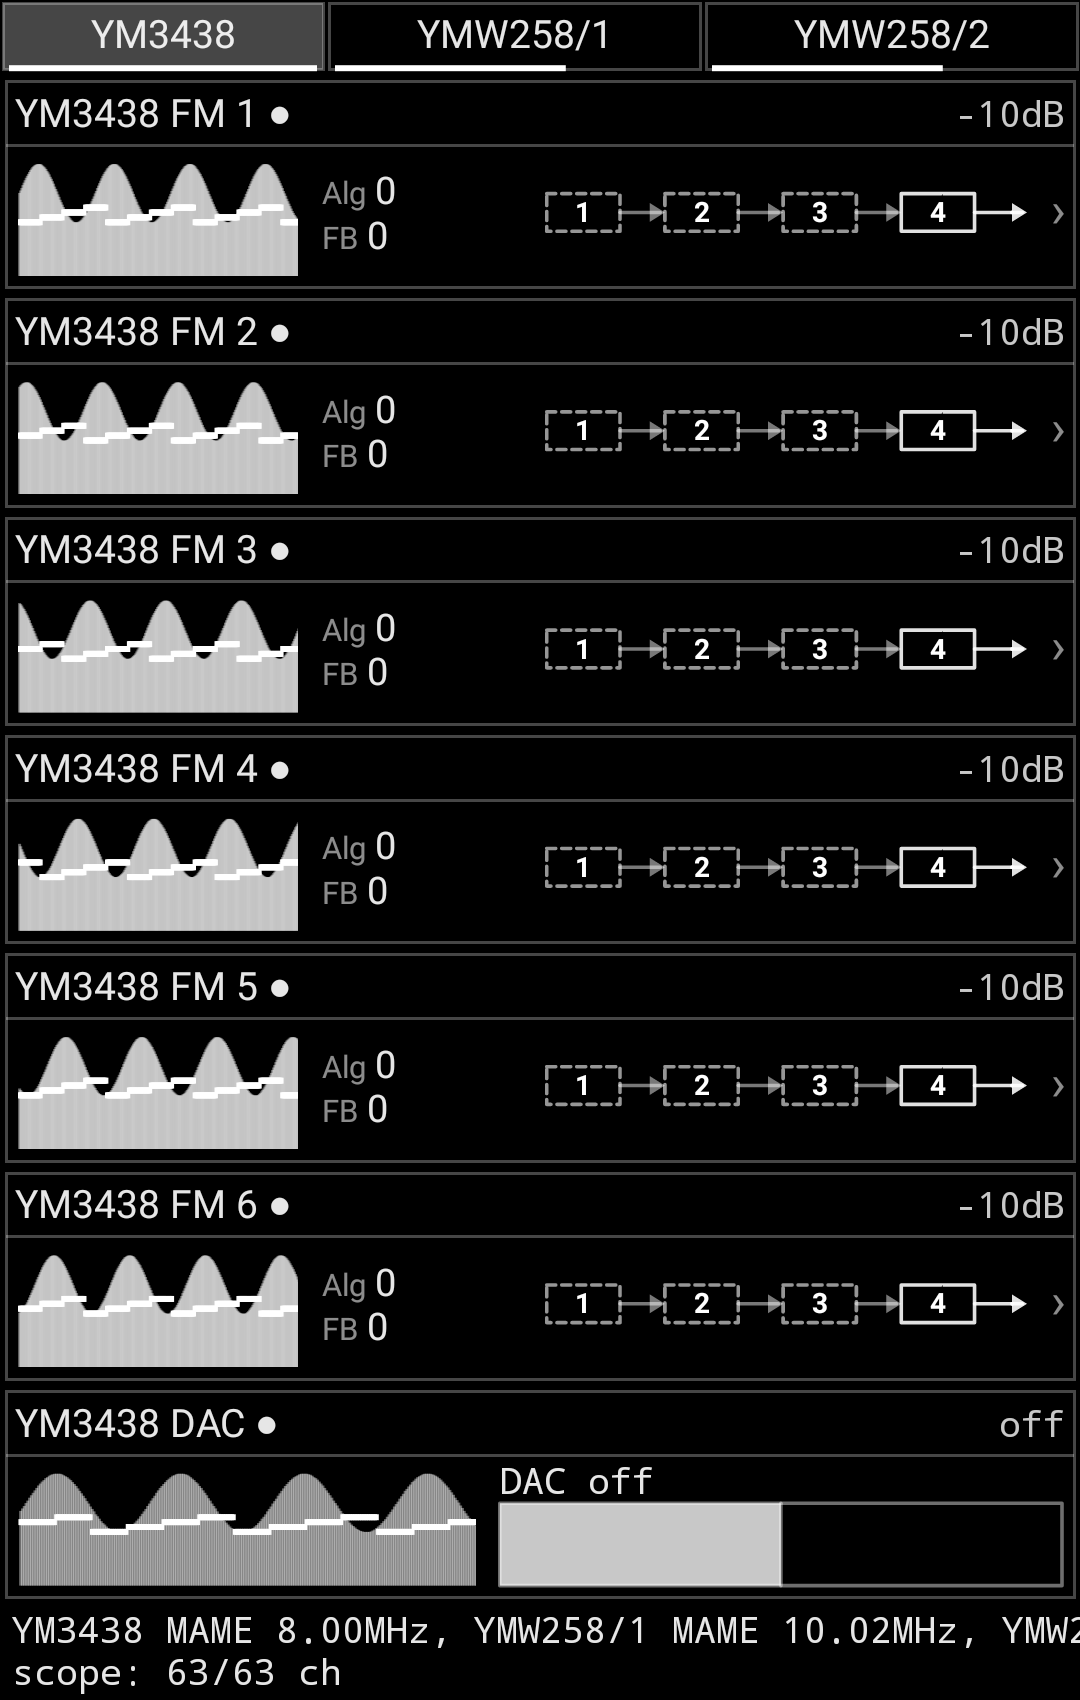 YM3438 YMW258/1 YMW258/2
YM3438 FM 1 ● -10dB
Alg 0
FB 0
1 2 3 4 ›
YM3438 FM 2 ● -10dB
Alg 0
FB 0
1 2 3 4 ›
YM3438 FM 3 ● -10dB
Alg 0
FB 0
1 2 3 4 ›
YM3438 FM 4 ● -10dB
Alg 0
FB 0
1 2 3 4 ›
YM3438 FM 5 ● -10dB
Alg 0
FB 0
1 2 3 4 ›
YM3438 FM 6 ● -10dB
Alg 0
FB 0
1 2 3 4 ›
YM3438 DAC ● off
DAC off
YM3438 MAME 8.00MHz, YMW258/1 MAME 10.02MHz, YMW2
scope: 63/63 ch